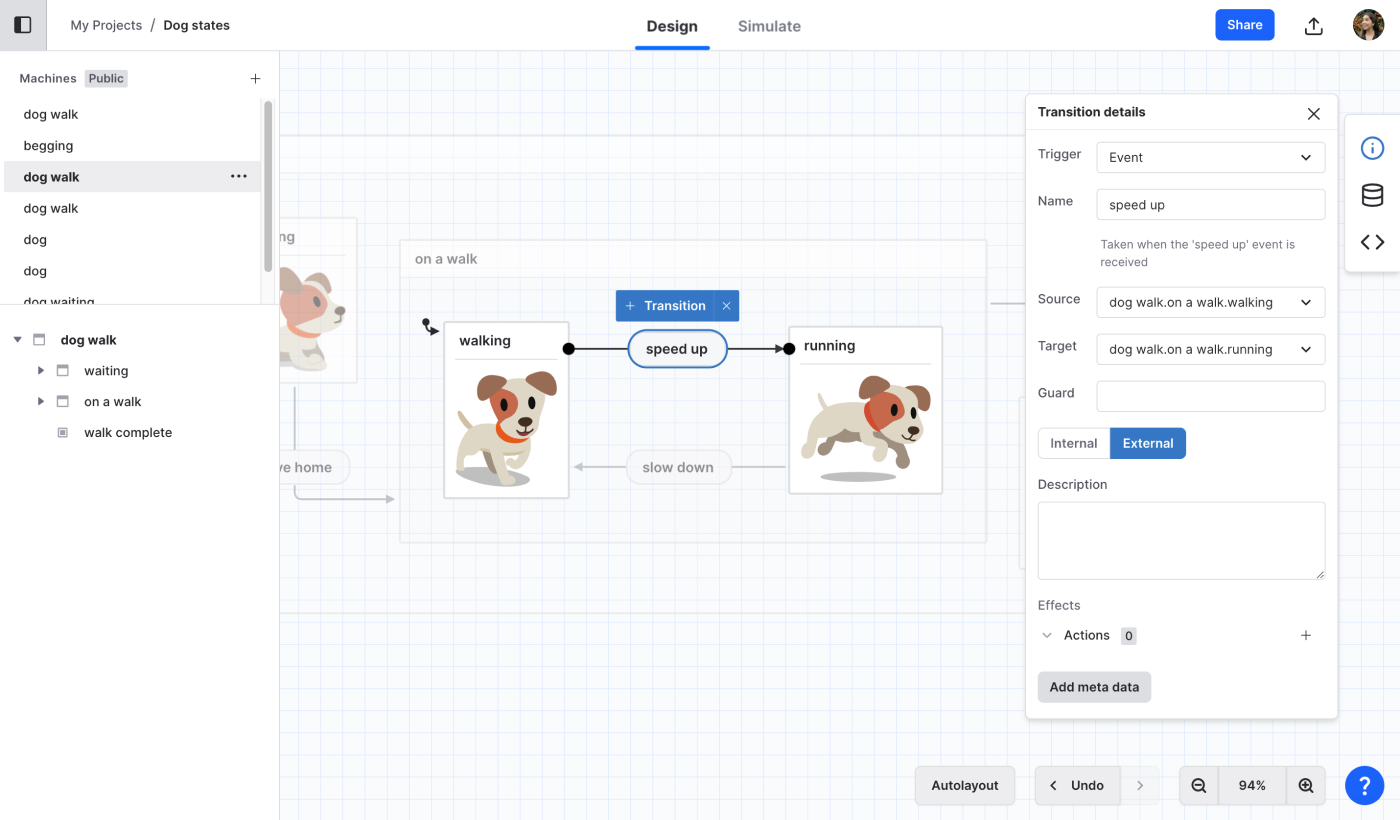 My Projects / Dog states
Design
Simulate
Share
Machines Public
dog walk
begging
dog walk
dog walk
dog
dog
dog waiting
dog walk
waiting
on a walk
walk complete
ng
ve home
on a walk
+ Transition
walking
speed up
running
slow down
Transition details
Trigger
Event
Name
speed up
Taken when the 'speed up' event is
received
Source
dog walk.on a walk.walking
Target
dog walk.on a walk.running
Guard
Internal
External
Description
Effects
Actions 0
Add meta data
Autolayout
Undo
94%
?